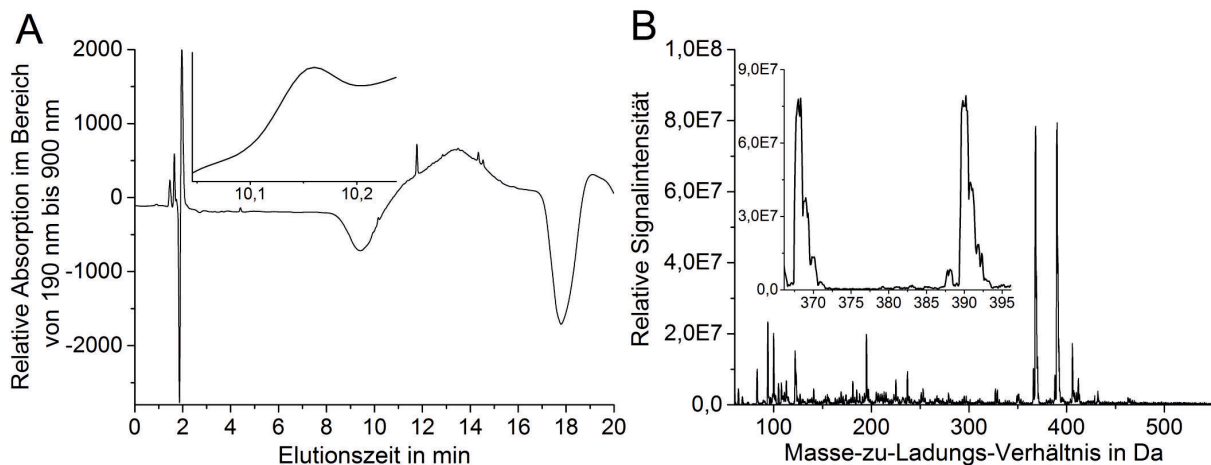 A
Relative Absorption im Bereich
von 190 nm bis 900 nm
2000
1000
0
-1000
-2000
10,1
10,2
0 2 4 6 8 10 12 14 16 18 20
Elutionszeit in min
B
Relative Signalintensität
1,0E8
8,0E7
6,0E7
4,0E7
2,0E7
0,0
9,0E7
6,0E7
3,0E7
0,0
370 375 380 385 390 395
100 200 300 400 500
Masse-zu-Ladungs-Verhältnis in Da